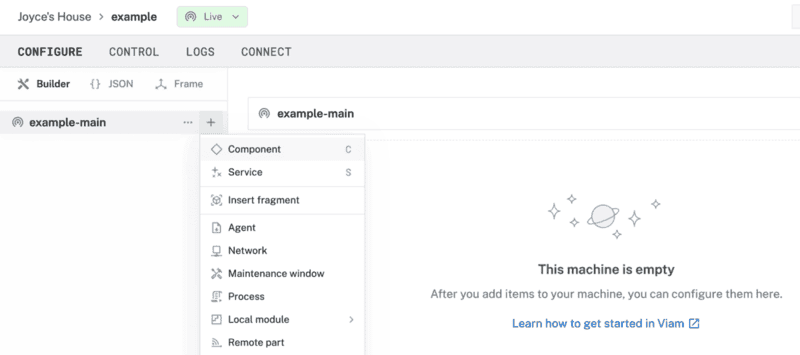 Joyce's House > example Live
CONFIGURE CONTROL LOGS CONNECT
Builder {} JSON Frame
example-main ... +
example-main
Component C
Service S
Insert fragment
Agent
Network
Maintenance window
Process
Local module >
Remote part
This machine is empty
After you add items to your machine, you can configure them here.
Learn how to get started in Viam